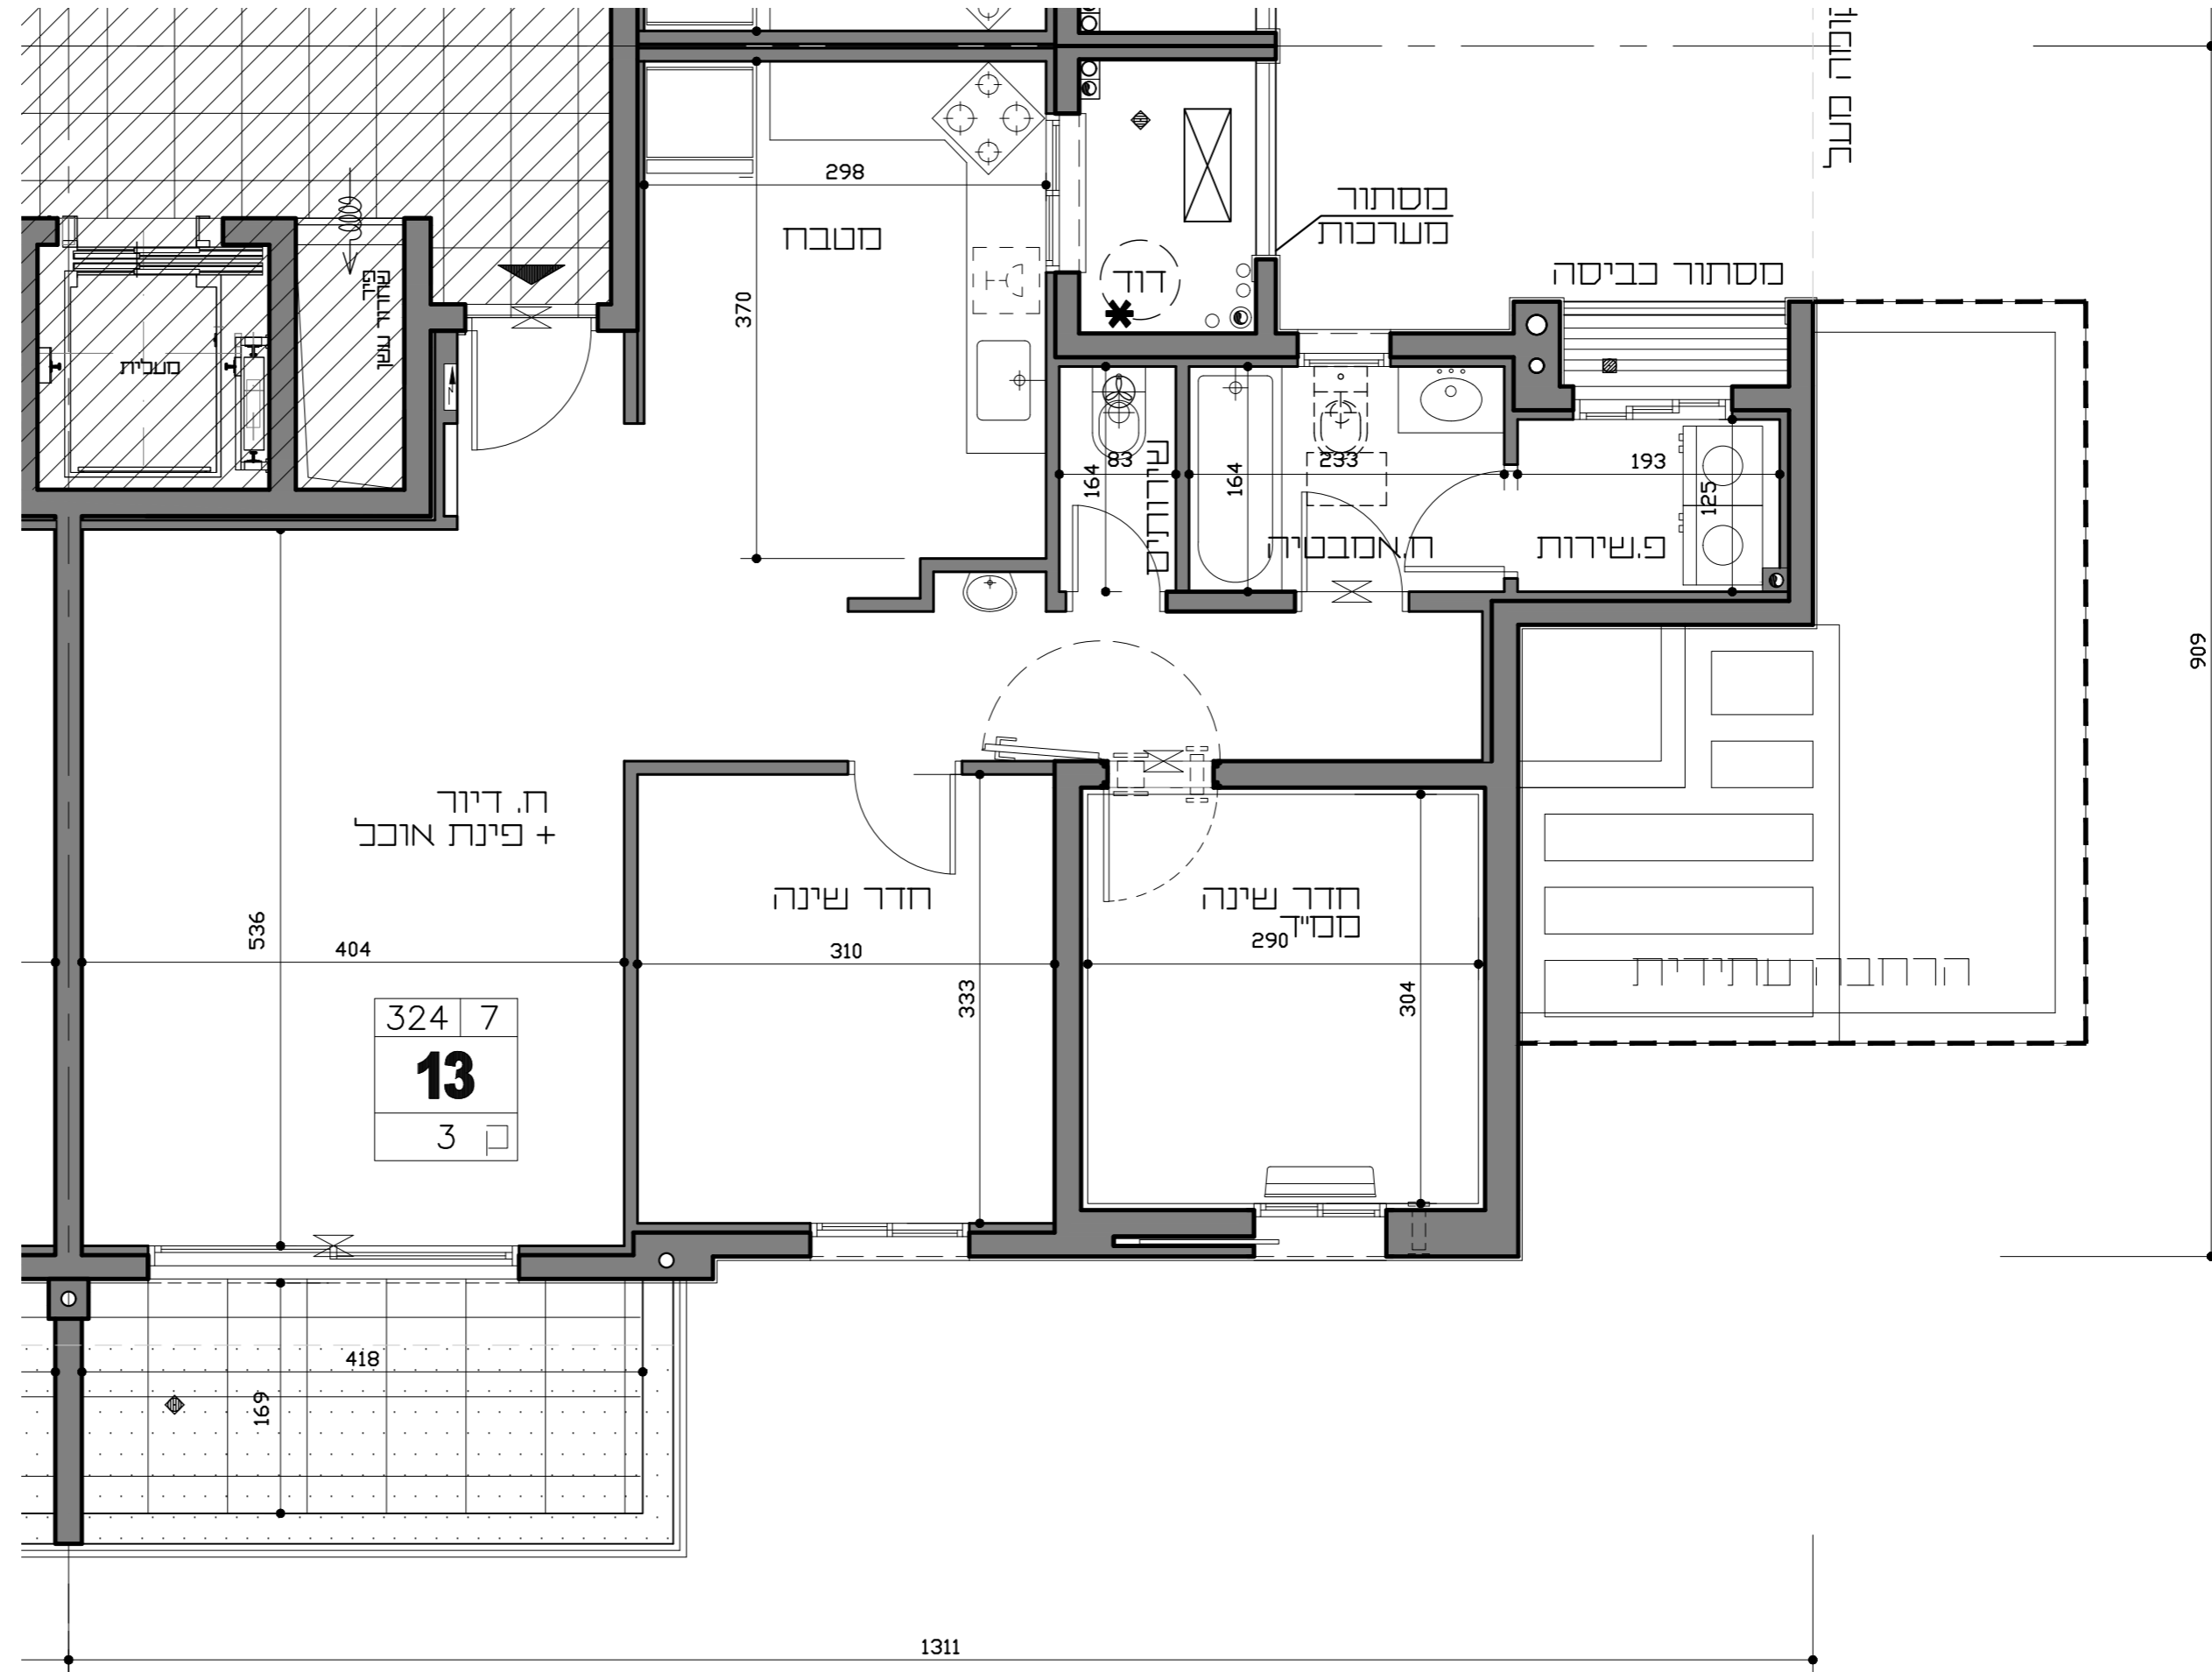 298
מטבח
370
מסתור
מערכות
דוד
מסתור כביסה
מעלית
83
164
שירותים
233
164
ח.אמבטיה
193
125
פ.שירות
909
ח. דיור
+ פינת אוכל
536
404
חדר שינה
310
333
חדר שינה
ממ"ד
290
304
הרחבה עתידית
324 7
13
ק 3
418
169
1311